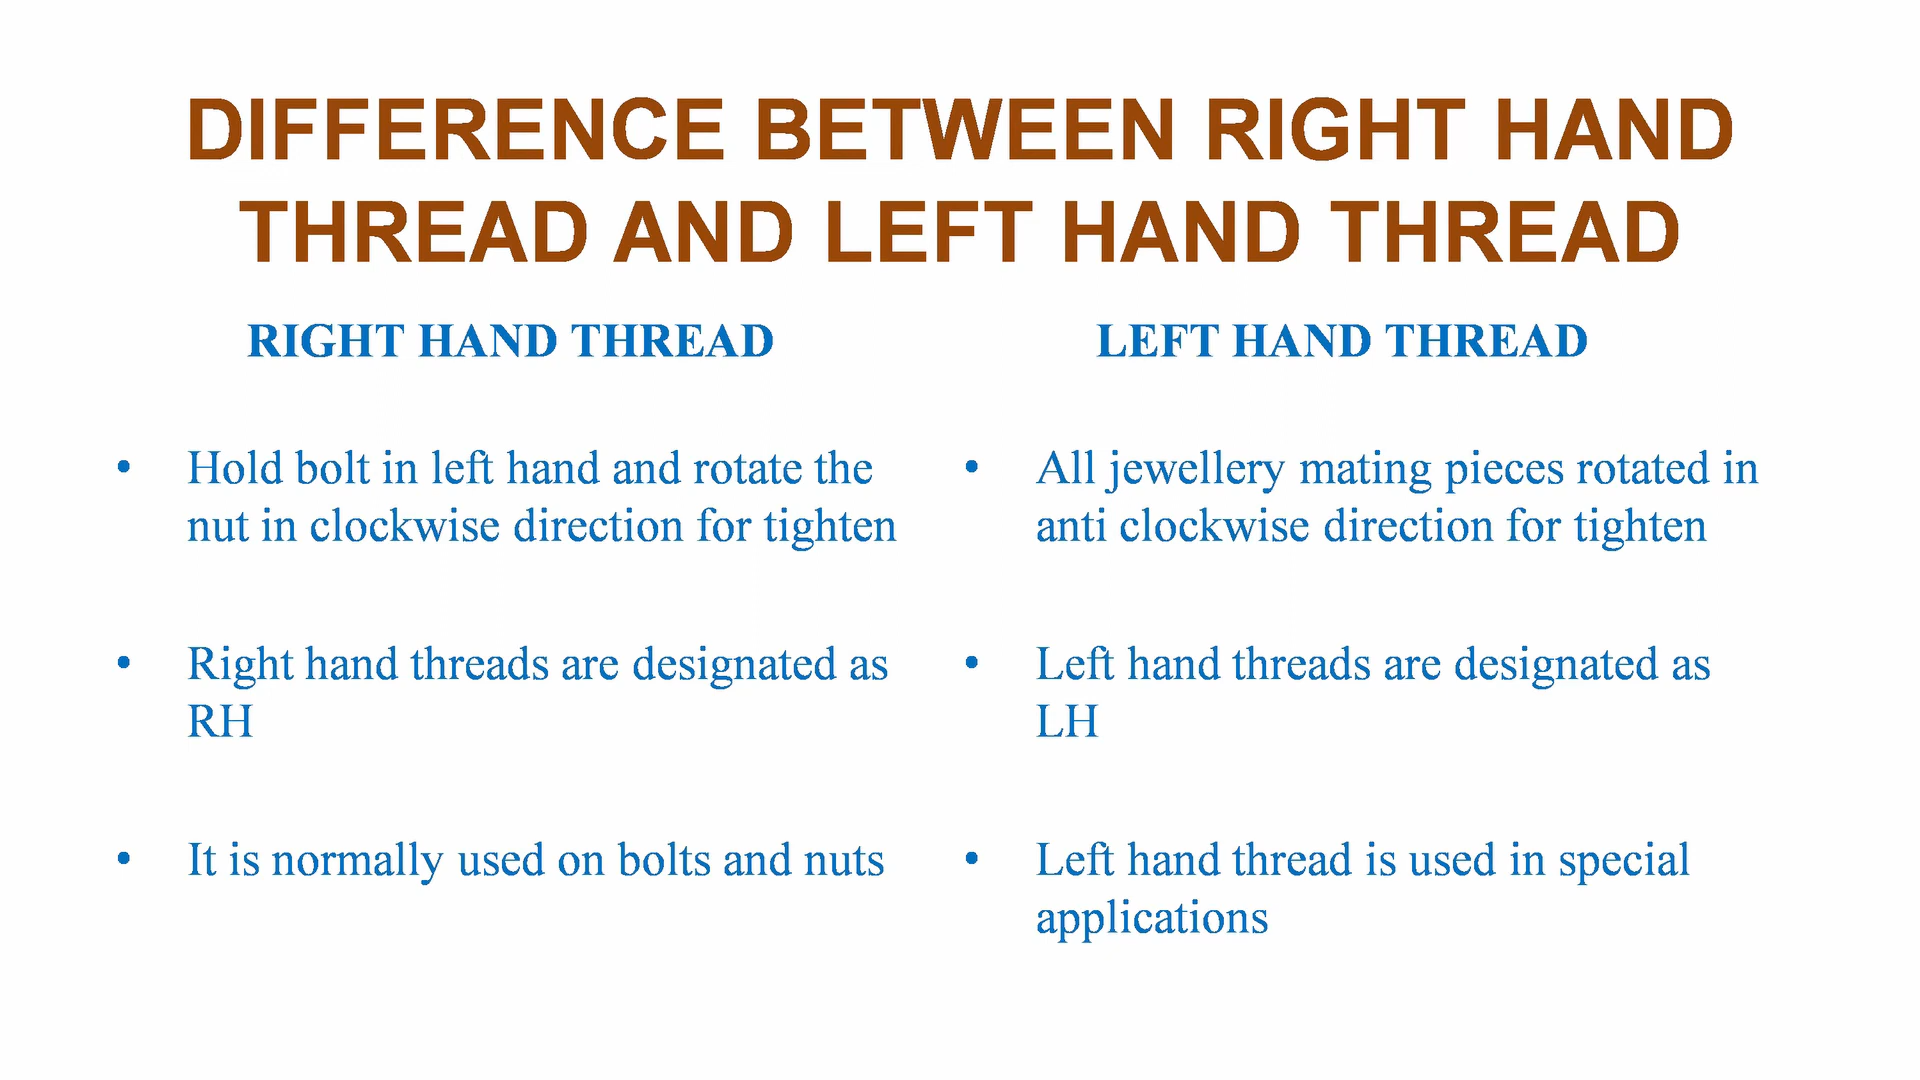 DIFFERENCE BETWEEN RIGHT HAND
THREAD AND LEFT HAND THREAD
RIGHT HAND THREAD
• Hold bolt in left hand and rotate the
nut in clockwise direction for tighten
• Right hand threads are designated as
RH
• It is normally used on bolts and nuts
LEFT HAND THREAD
• All jewellery mating pieces rotated in
anti clockwise direction for tighten
• Left hand threads are designated as
LH
• Left hand thread is used in special
applications